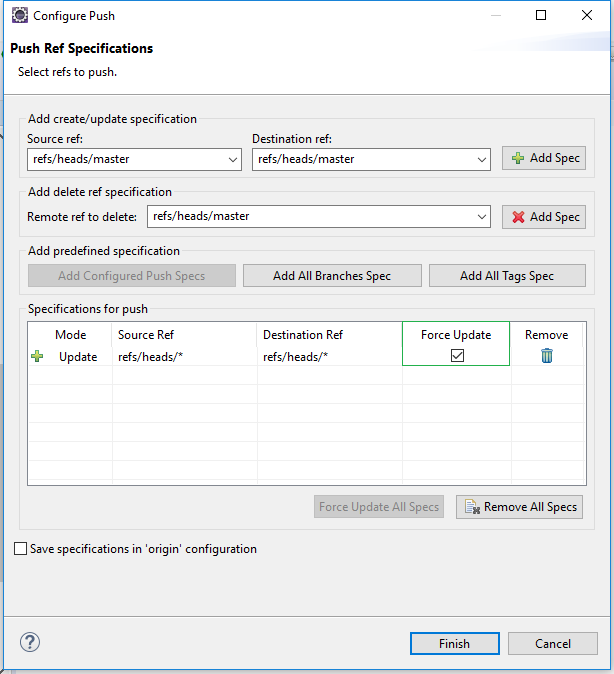 Configure Push
Push Ref Specifications
Select refs to push.
Add create/update specification
Source ref: Destination ref:
refs/heads/master refs/heads/master Add Spec
Add delete ref specification
Remote ref to delete: refs/heads/master Add Spec
Add predefined specification
Add Configured Push Specs Add All Branches Spec Add All Tags Spec
Specifications for push
Mode Source Ref Destination Ref Force Update Remove
Update refs/heads/* refs/heads/*
Force Update All Specs Remove All Specs
Save specifications in 'origin' configuration
? Finish Cancel